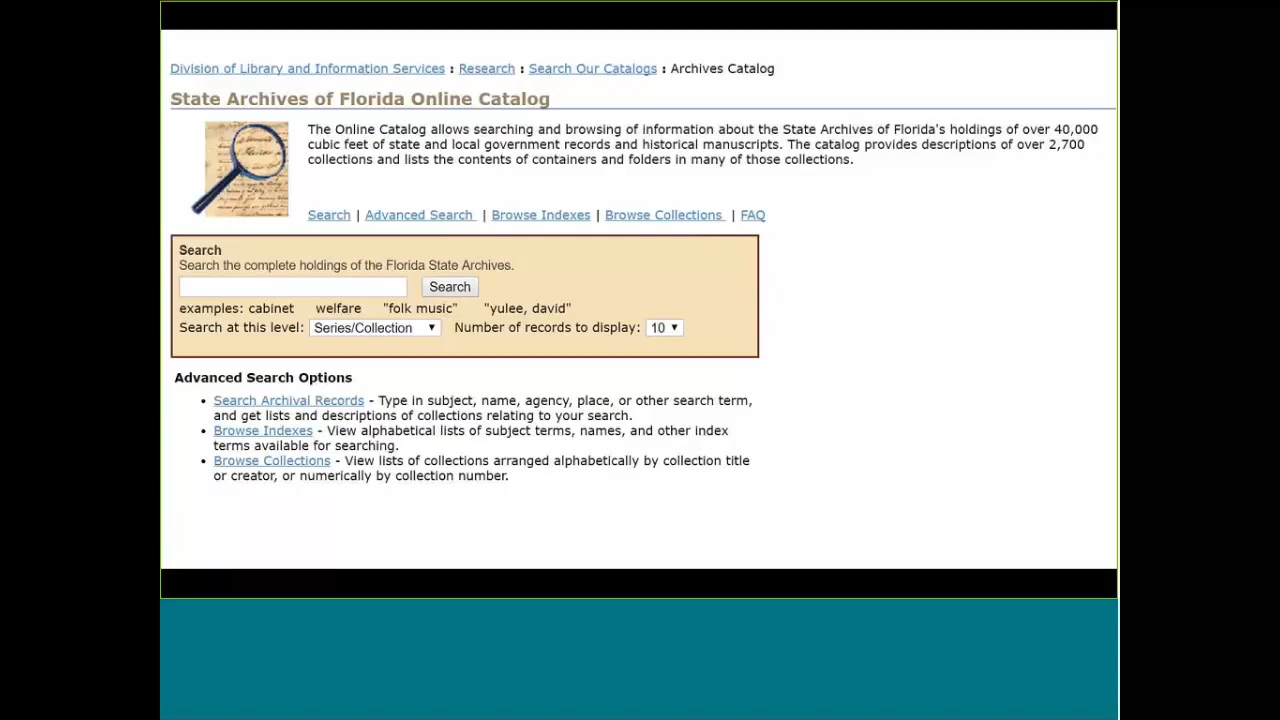 Division of Library and Information Services : Research : Search Our Catalogs : Archives Catalog
State Archives of Florida Online Catalog
The Online Catalog allows searching and browsing of information about the State Archives of Florida's holdings of over 40,000
cubic feet of state and local government records and historical manuscripts. The catalog provides descriptions of over 2,700
collections and lists the contents of containers and folders in many of those collections.
Search | Advanced Search | Browse Indexes | Browse Collections | FAQ
Search
Search the complete holdings of the Florida State Archives.
Search
examples: cabinet welfare "folk music" "yulee, david"
Search at this level: Series/Collection Number of records to display: 10
Advanced Search Options
• Search Archival Records - Type in subject, name, agency, place, or other search term,
and get lists and descriptions of collections relating to your search.
• Browse Indexes - View alphabetical lists of subject terms, names, and other index
terms available for searching.
• Browse Collections - View lists of collections arranged alphabetically by collection title
or creator, or numerically by collection number.